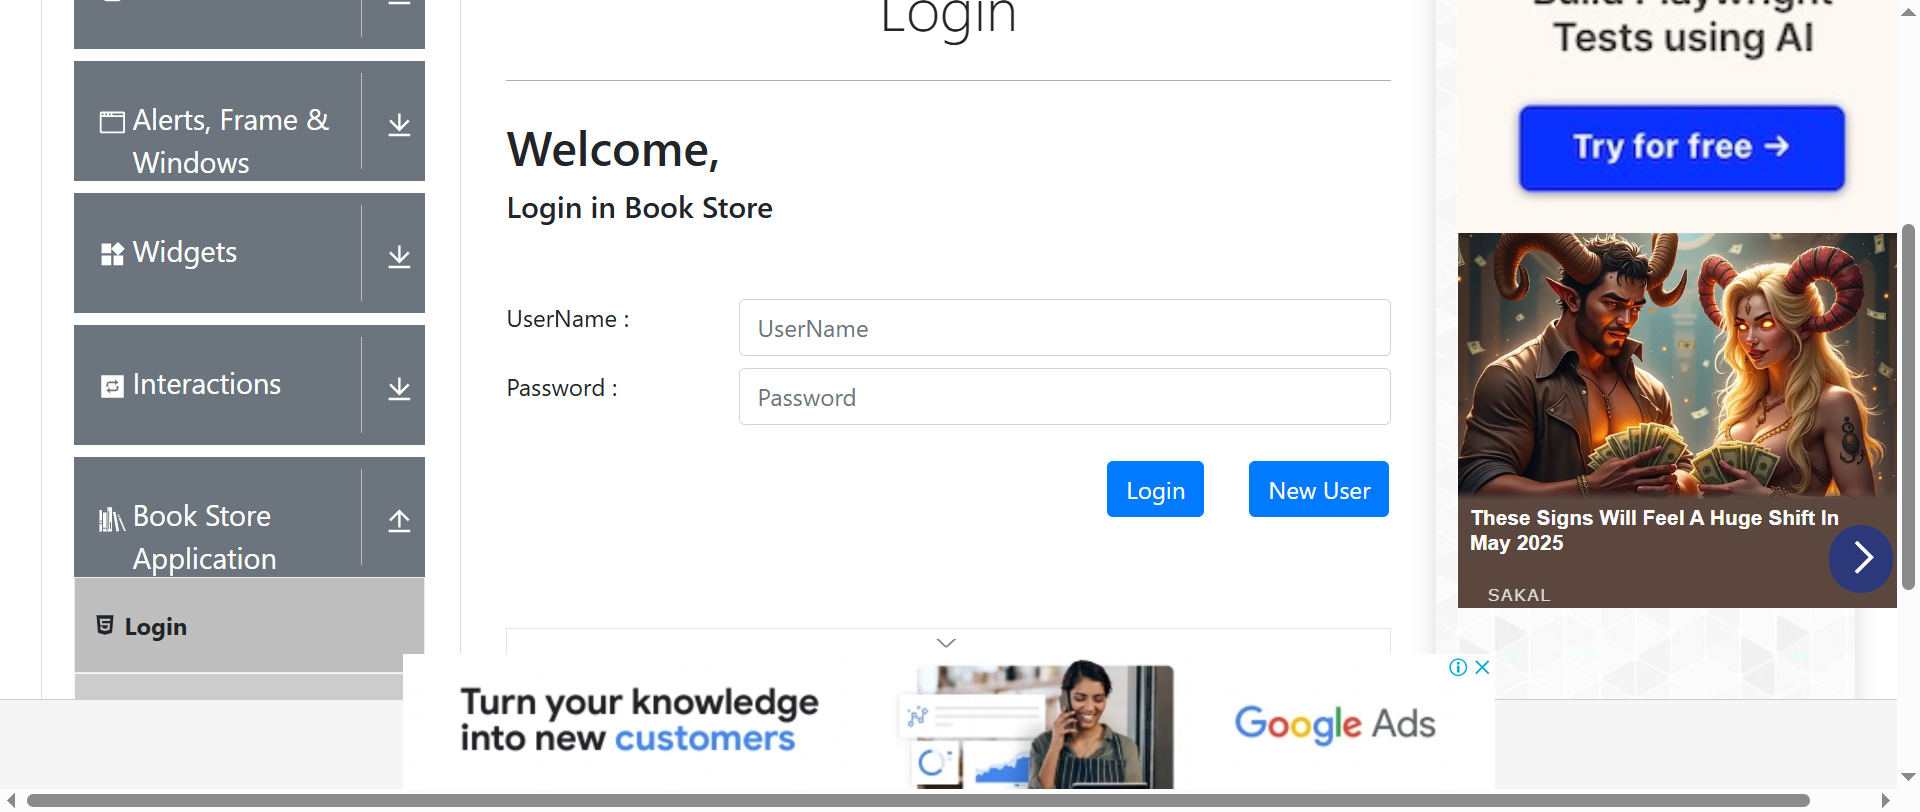 Login
Alerts, Frame &
Windows
Widgets
Interactions
Book Store
Application
Login
Welcome,
Login in Book Store
UserName :
UserName
Password :
Password
Login
New User
Build Playwright
Tests using AI
Try for free →
These Signs Will Feel A Huge Shift In
May 2025
SAKAL
Turn your knowledge
into new customers
Google Ads